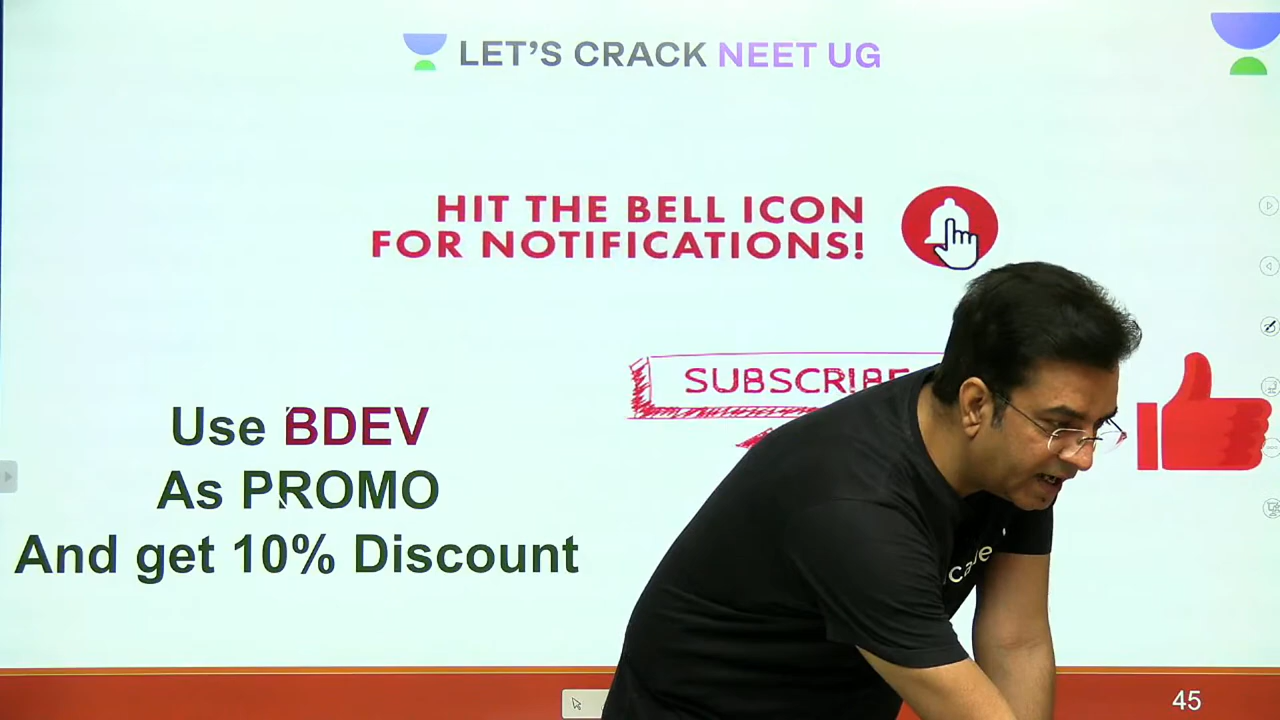 LET'S CRACK NEET UG
HIT THE BELL ICON
FOR NOTIFICATIONS!
SUBSCRIBE
Use BDEV
As PROMO
And get 10% Discount
45